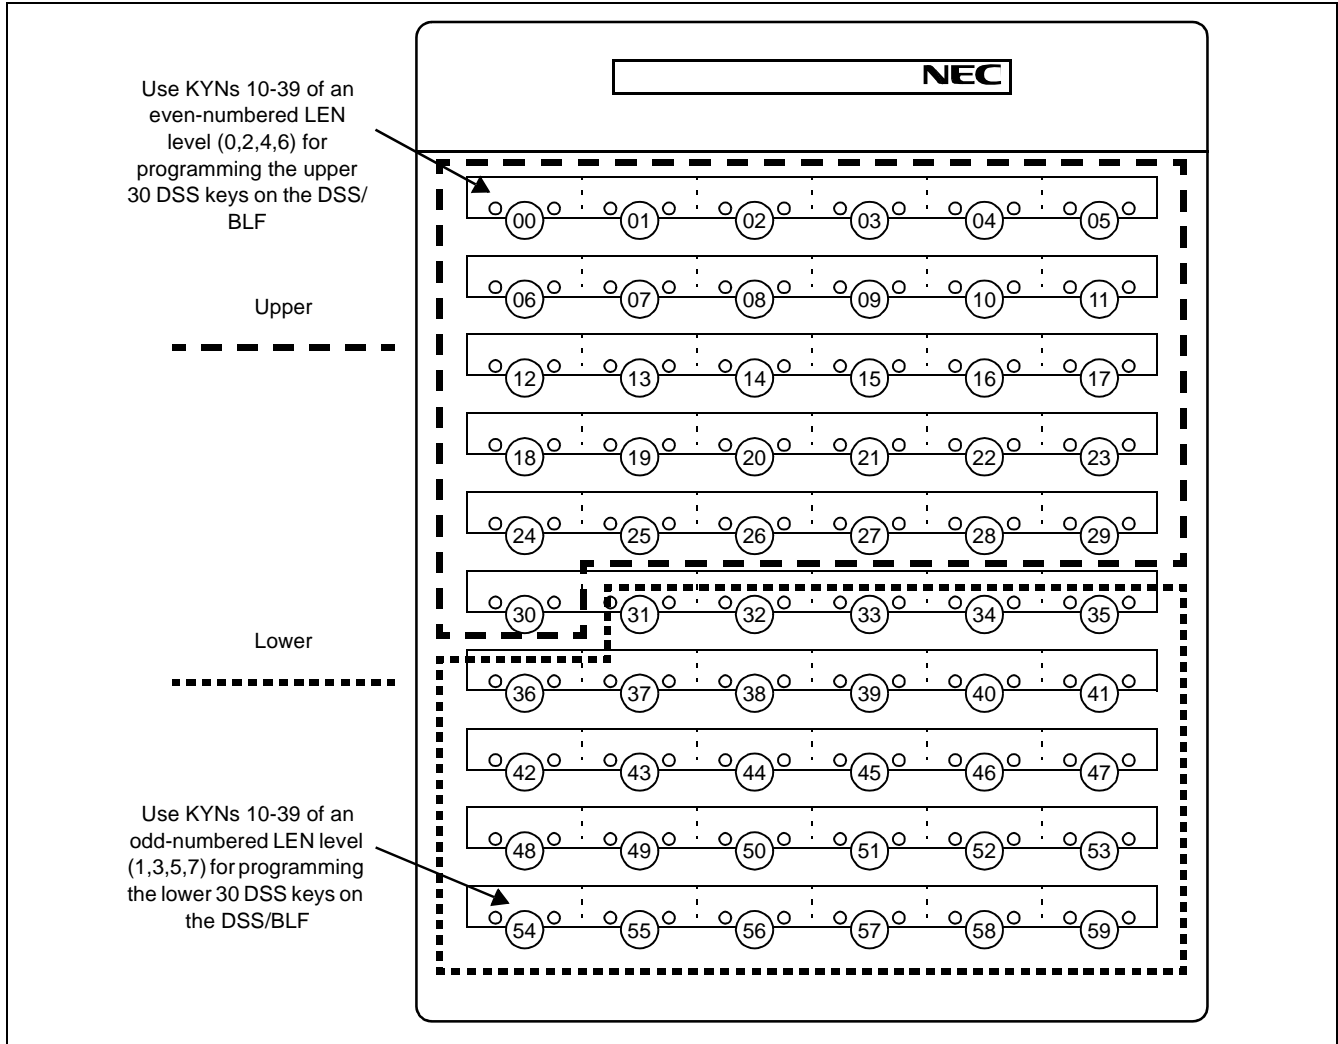 NEC
Use KYNs 10-39 of an
even-numbered LEN
level (0,2,4,6) for
programming the upper
30 DSS keys on the DSS/
BLF
00 01 02 03 04 05
06 07 08 09 10 11
Upper
12 13 14 15 16 17
18 19 20 21 22 23
24 25 26 27 28 29
30 31 32 33 34 35
Lower
36 37 38 39 40 41
42 43 44 45 46 47
Use KYNs 10-39 of an
odd-numbered LEN level
(1,3,5,7) for programming
the lower 30 DSS keys on
the DSS/BLF
48 49 50 51 52 53
54 55 56 57 58 59